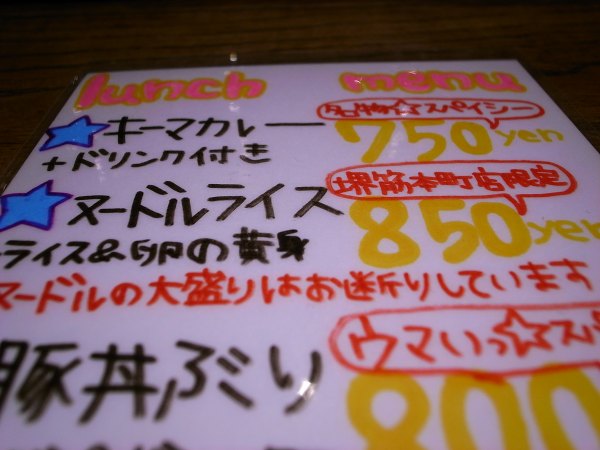 lunch menu
名物☆スパイシー
キーマカレー 750yen
+ドリンク付き
堺筋本町店限定
ヌードルライス 850yen
ライス&卵の黄身
ヌードルの大盛りはお断りしています
ウマいっ☆スパ
豚丼ぶり 800